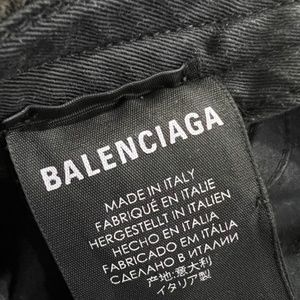 BALENCIAGA
MADE IN ITALY
FABRIQUÉ EN ITALIE
HERGESTELLT IN ITALIEN
HECHO EN ITALIA
FABRICADO EM ITÁLIA
СДЕЛАНО В ИТАЛИИ
产地:意大利
イタリア製